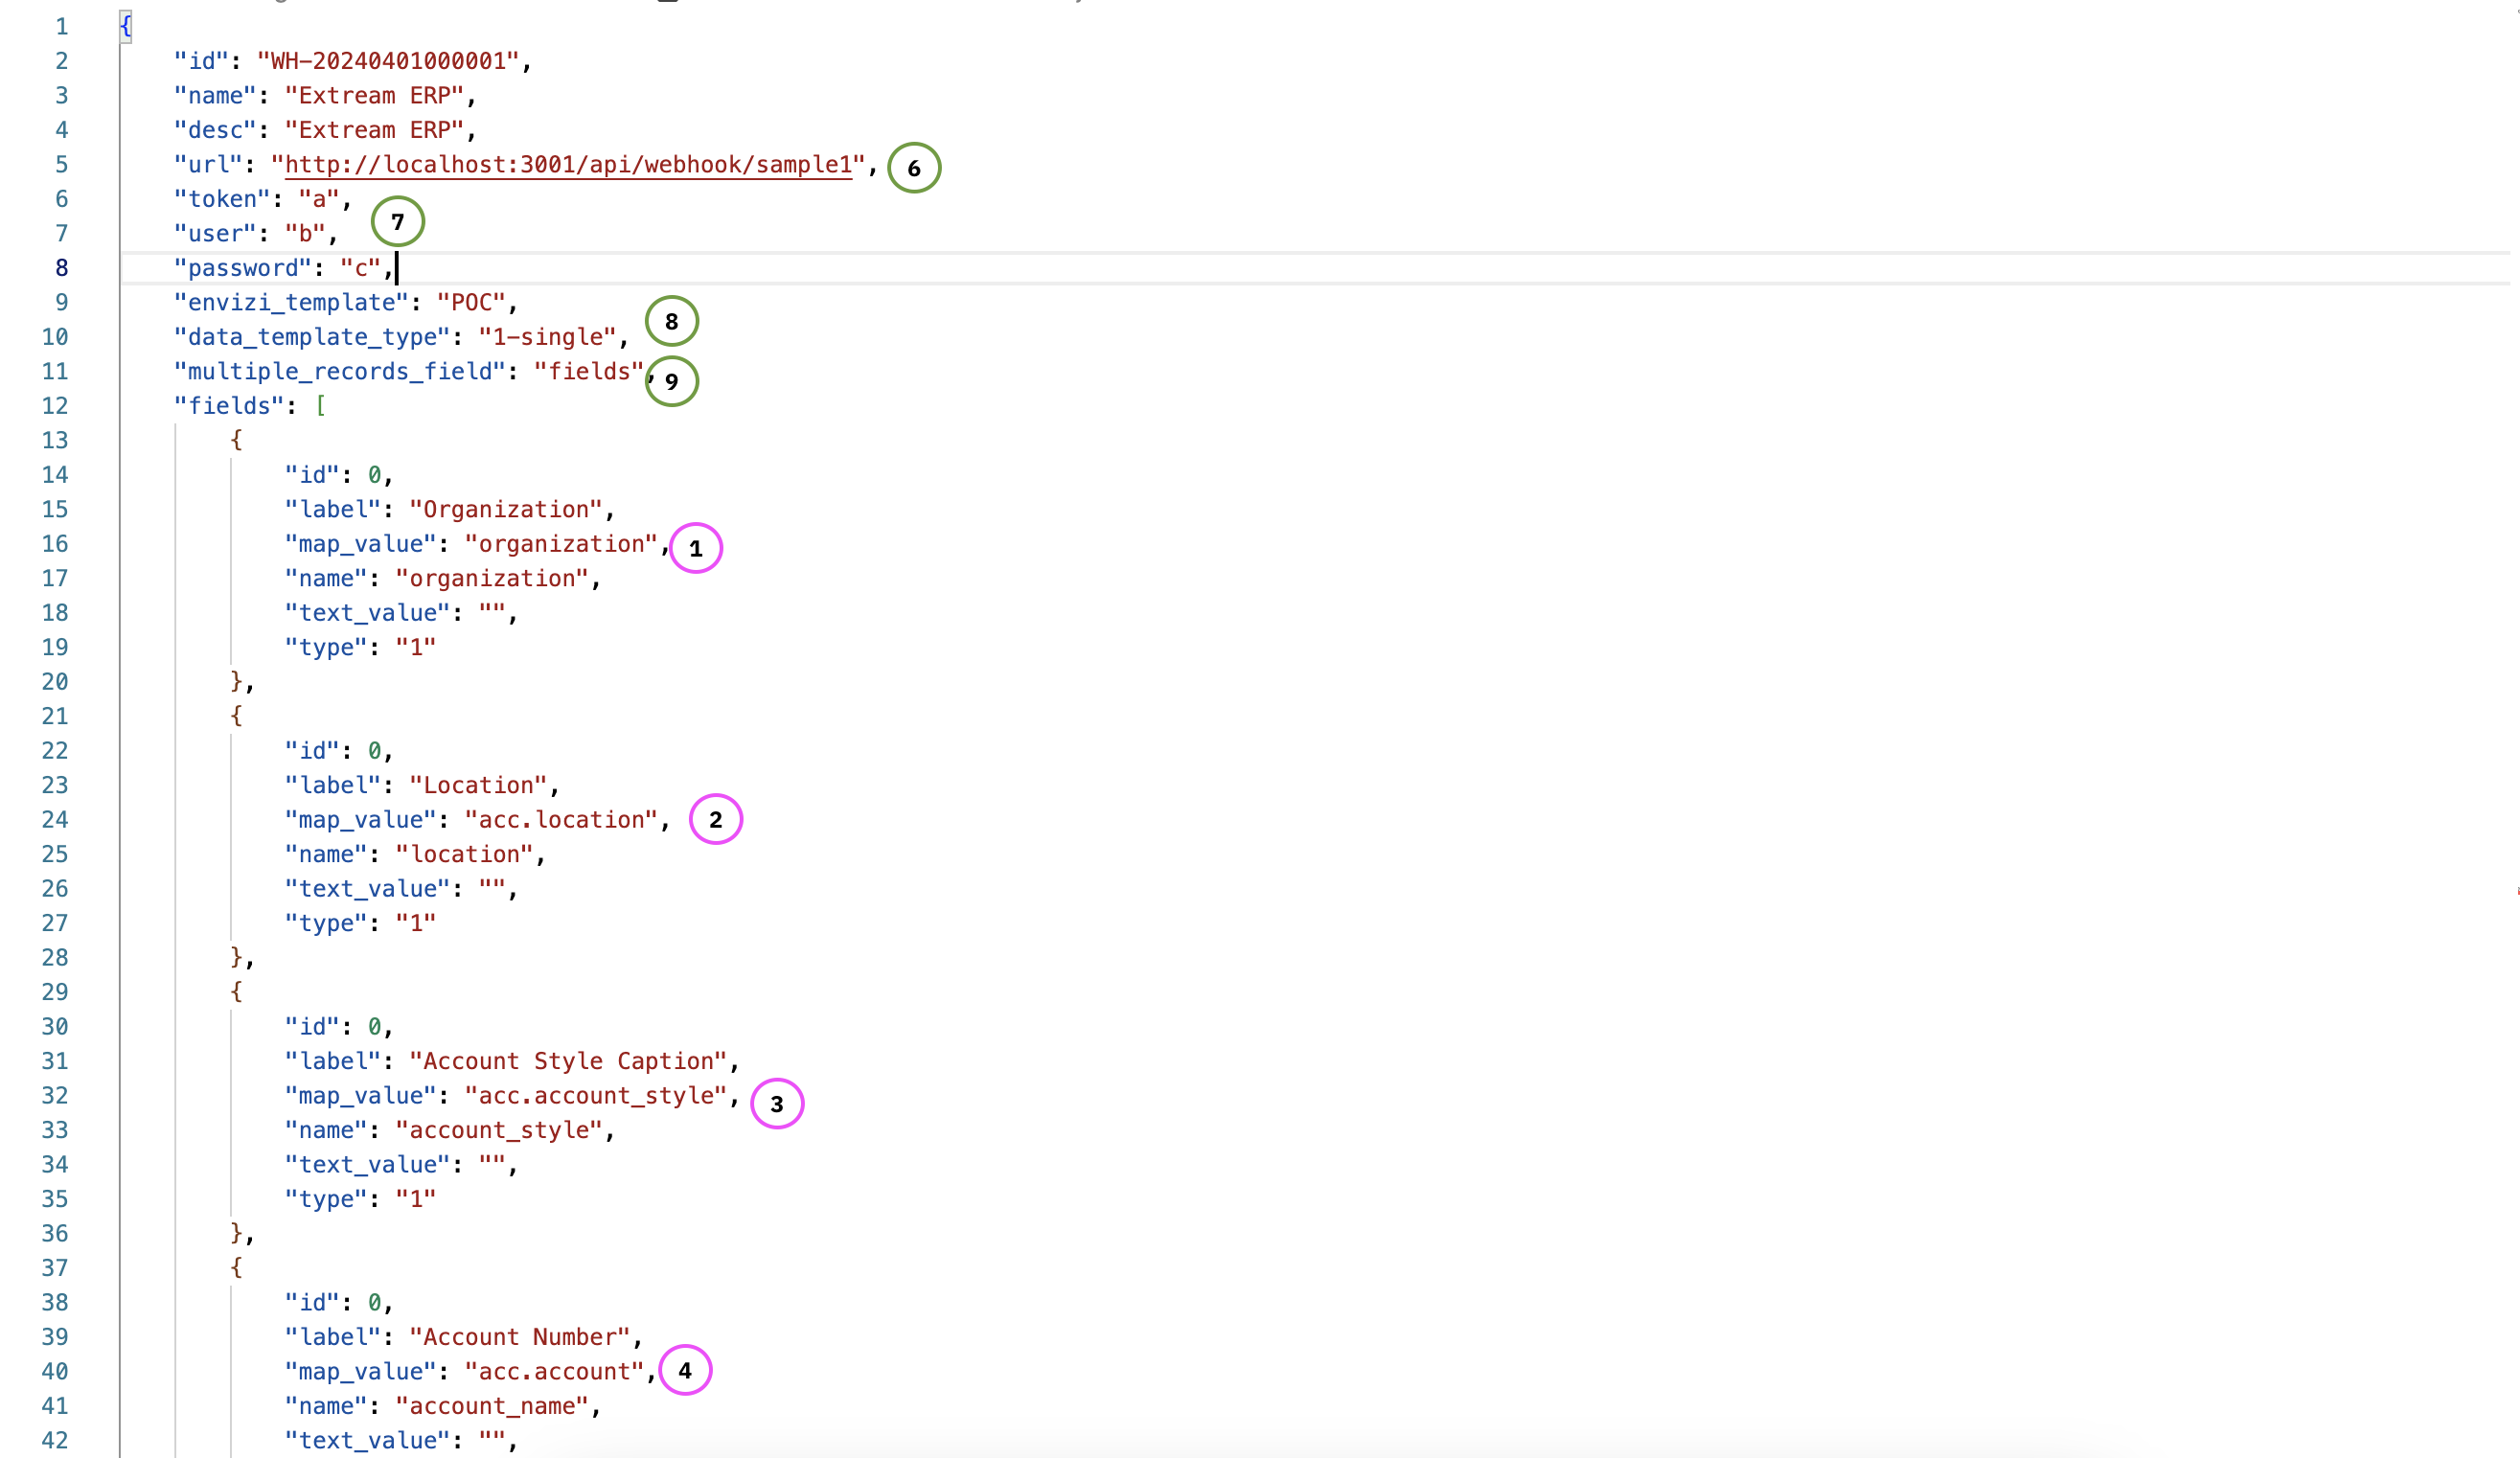 1 {
2 "id": "WH-20240401000001",
3 "name": "Extream ERP",
4 "desc": "Extream ERP",
5 "url": "http://localhost:3001/api/webhook/sample1", 6
6 "token": "a",
7
7 "user": "b",
8 "password": "c",
9 "envizi_template": "POC",
8
10 "data_template_type": "1-single",
11 "multiple_records_field": "fields", 9
12 "fields": [
13 {
14 "id": 0,
15 "label": "Organization",
16 "map_value": "organization", 1
17 "name": "organization",
18 "text_value": "",
19 "type": "1"
20 },
21 {
22 "id": 0,
23 "label": "Location",
24 "map_value": "acc.location", 2
25 "name": "location",
26 "text_value": "",
27 "type": "1"
28 },
29 {
30 "id": 0,
31 "label": "Account Style Caption",
32 "map_value": "acc.account_style", 3
33 "name": "account_style",
34 "text_value": "",
35 "type": "1"
36 },
37 {
38 "id": 0,
39 "label": "Account Number",
40 "map_value": "acc.account", 4
41 "name": "account_name",
42 "text_value": "",